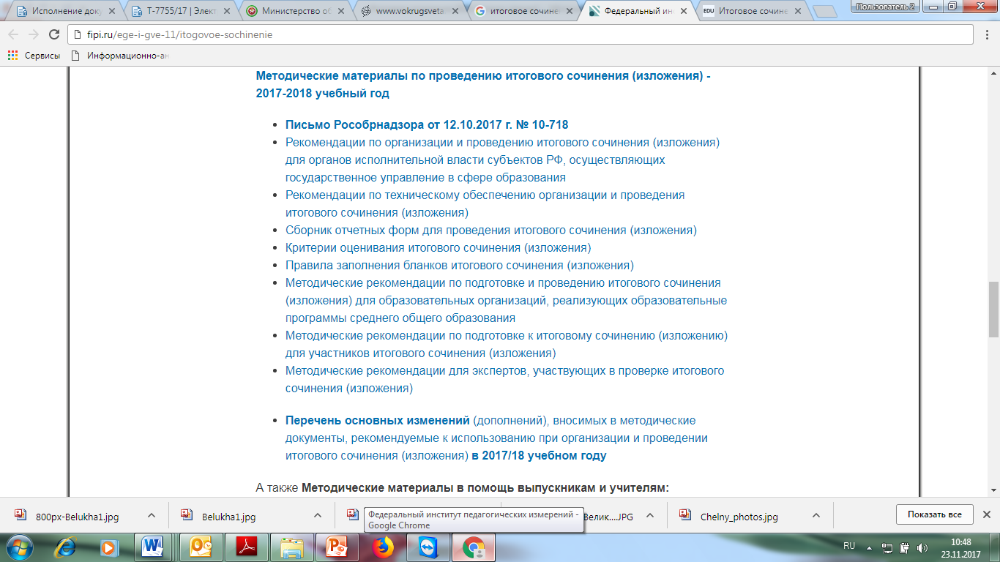 Исполнение доку
Т-7755/17 | Элект
Министерство об
www.vokrugsveta
итоговое сочине
Федеральный ин
EDU Итоговое сочине
Пользователь 2
fipi.ru/ege-i-gve-11/itogovoe-sochinenie
Сервисы
Информационно-ан
Методические материалы по проведению итогового сочинения (изложения) -
2017-2018 учебный год
Письмо Рособрнадзора от 12.10.2017 г. № 10-718
Рекомендации по организации и проведению итогового сочинения (изложения)
для органов исполнительной власти субъектов РФ, осуществляющих
государственное управление в сфере образования
Рекомендации по техническому обеспечению организации и проведения
итогового сочинения (изложения)
Сборник отчетных форм для проведения итогового сочинения (изложения)
Критерии оценивания итогового сочинения (изложения)
Правила заполнения бланков итогового сочинения (изложения)
Методические рекомендации по подготовке и проведению итогового сочинения
(изложения) для образовательных организаций, реализующих образовательные
программы среднего общего образования
Методические рекомендации по подготовке к итоговому сочинению (изложению)
для участников итогового сочинения (изложения)
Методические рекомендации для экспертов, участвующих в проверке итогового
сочинения (изложения)
Перечень основных изменений (дополнений), вносимых в методические
документы, рекомендуемые к использованию при организации и проведении
итогового сочинения (изложения) в 2017/18 учебном году
А также Методические материалы в помощь выпускникам и учителям:
800px-Belukha1.jpg
Belukha1.jpg
Велик....JPG
Chelny_photos.jpg
Показать все
Федеральный институт педагогических измерений -
Google Chrome
RU
10:48
23.11.2017